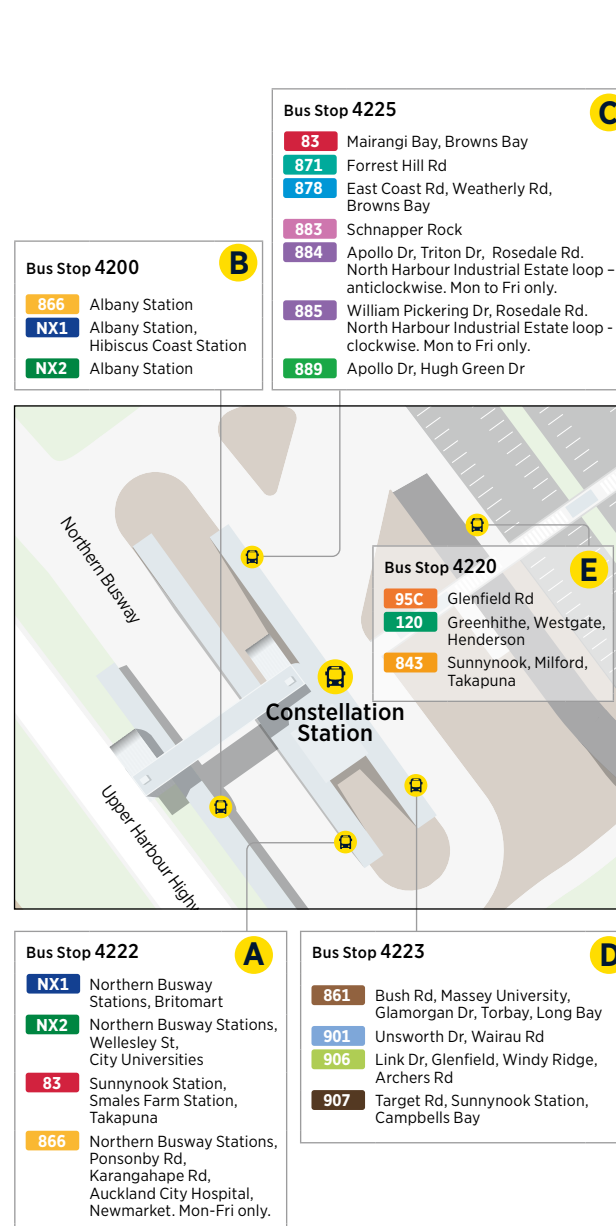 Bus Stop 4225
C
83 Mairangi Bay, Browns Bay
871 Forrest Hill Rd
878 East Coast Rd, Weatherly Rd,
Browns Bay
883 Schnapper Rock
884 Apollo Dr, Triton Dr, Rosedale Rd.
North Harbour Industrial Estate loop –
anticlockwise. Mon to Fri only.
885 William Pickering Dr, Rosedale Rd.
North Harbour Industrial Estate loop -
clockwise. Mon to Fri only.
889 Apollo Dr, Hugh Green Dr
Bus Stop 4200
B
866 Albany Station
NX1 Albany Station,
Hibiscus Coast Station
NX2 Albany Station
Northern Busway
Bus Stop 4220
E
95C Glenfield Rd
120 Greenhithe, Westgate,
Henderson
843 Sunnynook, Milford,
Takapuna
Constellation
Station
Upper Harbour Highw
Bus Stop 4222
A
NX1 Northern Busway
Stations, Britomart
NX2 Northern Busway Stations,
Wellesley St,
City Universities
83 Sunnynook Station,
Smales Farm Station,
Takapuna
866 Northern Busway Stations,
Ponsonby Rd,
Karangahape Rd,
Auckland City Hospital,
Newmarket. Mon-Fri only.
Bus Stop 4223
D
861 Bush Rd, Massey University,
Glamorgan Dr, Torbay, Long Bay
901 Unsworth Dr, Wairau Rd
906 Link Dr, Glenfield, Windy Ridge,
Archers Rd
907 Target Rd, Sunnynook Station,
Campbells Bay